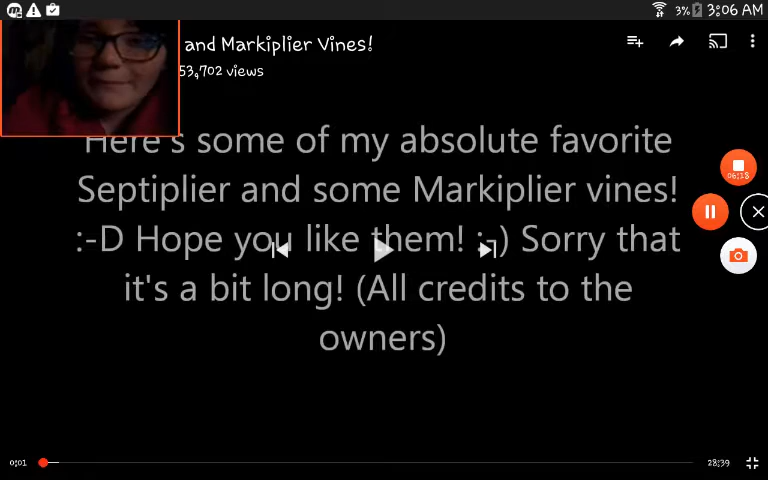 3% 3:06 AM
and Markiplier Vines!
53,702 views
Here's some of my absolute favorite
Septiplier and some Markiplier vines!
:-D Hope you like them! :-) Sorry that
it's a bit long! (All credits to the
owners)
06:18
0:01
28:39